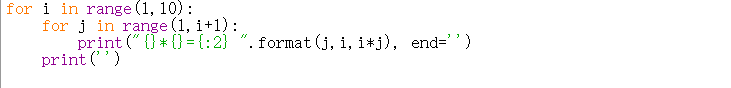 for i in range(1,10):
    for j in range(1,i+1):
        print("{}*{}={:2} ".format(j,i,i*j), end='')
    print('')